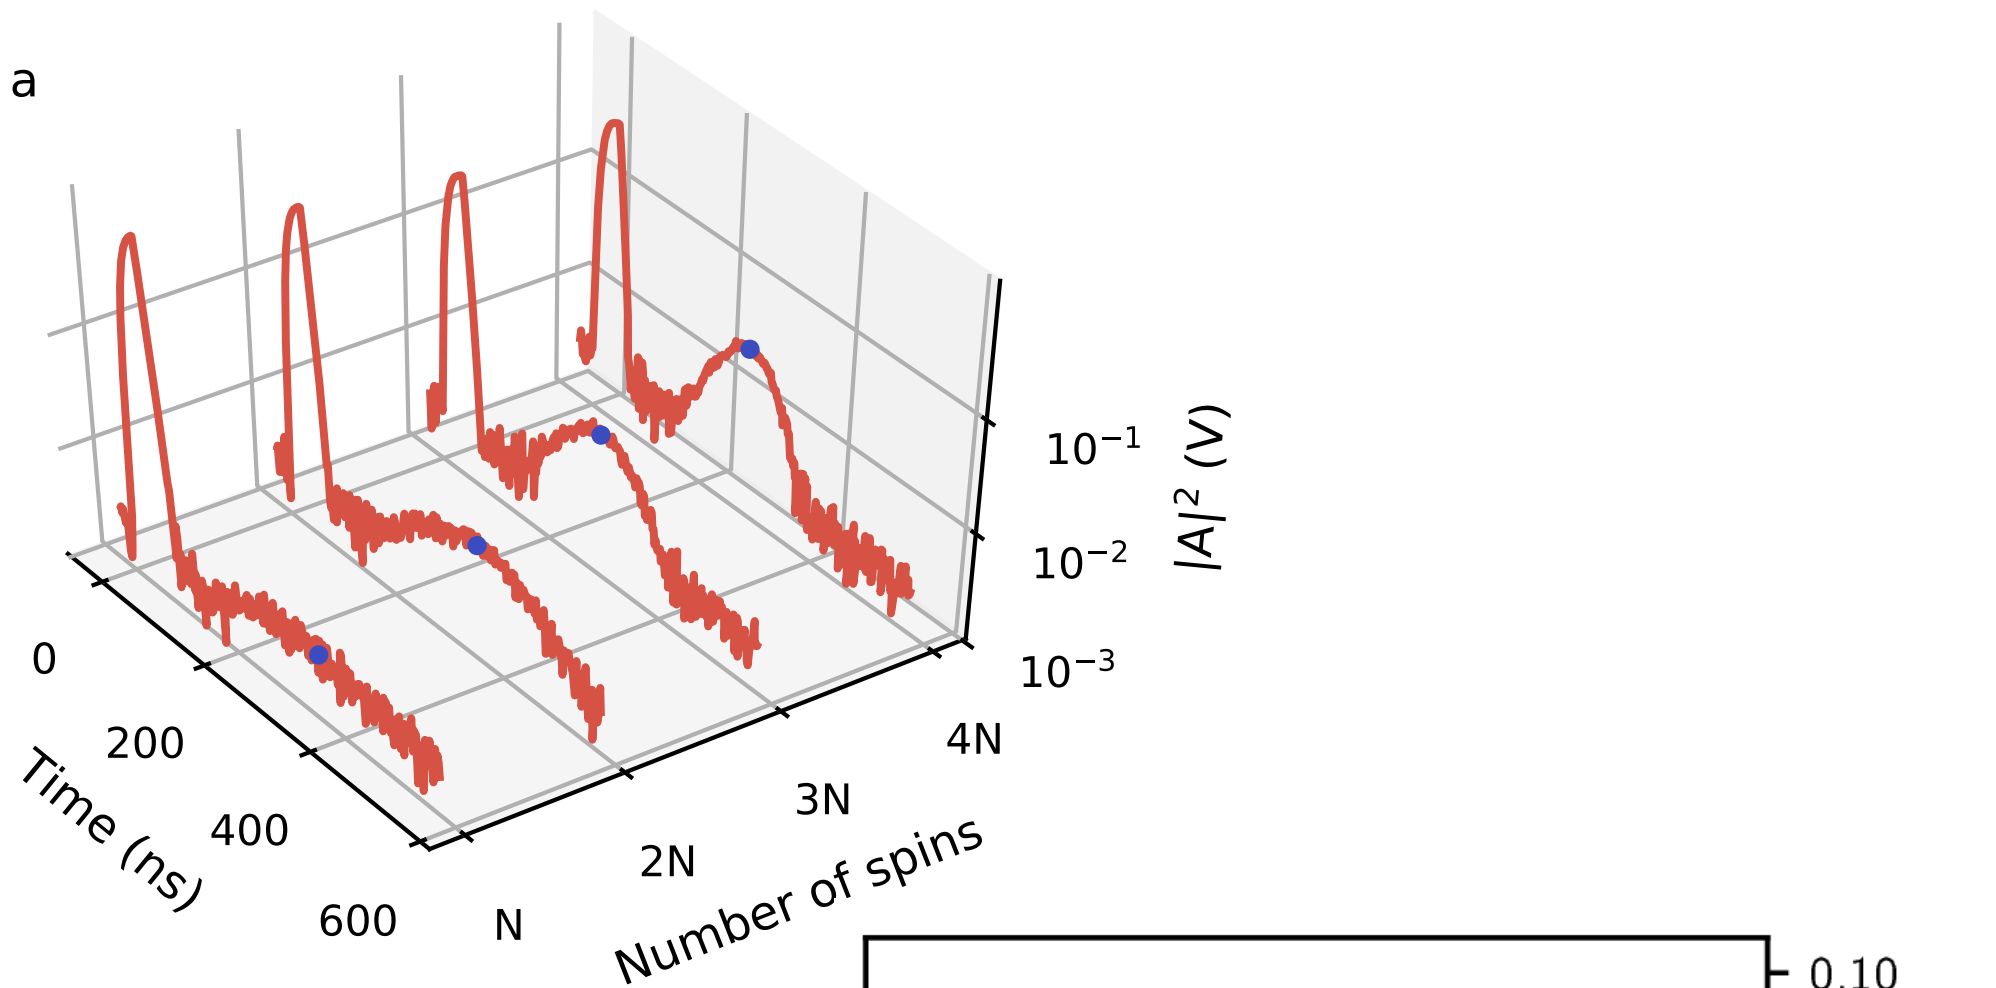 a
10⁻¹
10⁻²
10⁻³
|A|² (V)
0
200
400
600
Time (ns)
N
2N
3N
4N
Number of spins
0.10